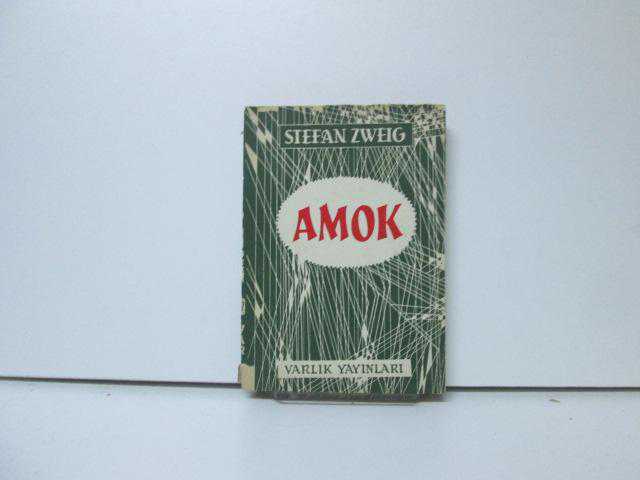 STEFAN ZWEIG
AMOK
VARLIK YAYINLARI